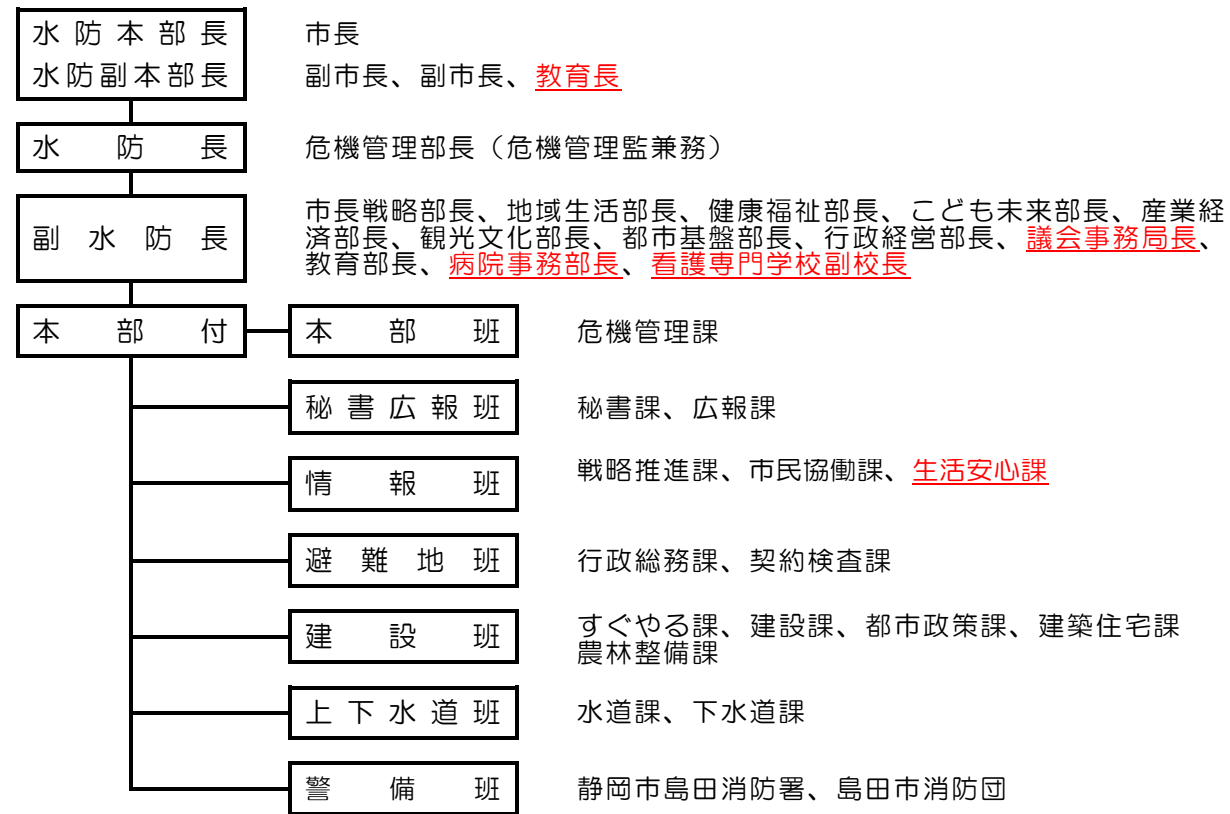 水防本部長 市長
水防副本部長 副市長、副市長、教育長
水防長 危機管理部長（危機管理監兼務）
副水防長 市長戦略部長、地域生活部長、健康福祉部長、こども未来部長、産業経
済部長、観光文化部長、都市基盤部長、行政経営部長、議会事務局長、
教育部長、病院事務部長、看護専門学校副校長
本部付 本部班 危機管理課
秘書広報班 秘書課、広報課
情報班 戦略推進課、市民協働課、生活安心課
避難地班 行政総務課、契約検査課
建設班 すぐやる課、建設課、都市政策課、建築住宅課
農林整備課
上下水道班 水道課、下水道課
警備班 静岡市島田消防署、島田市消防団